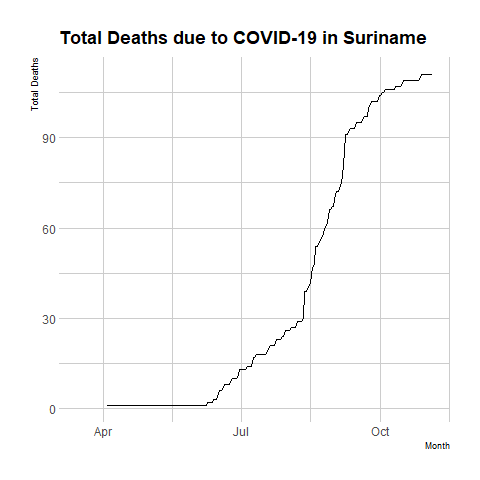 Total Deaths due to COVID-19 in Suriname
Total Deaths
90
60
30
0
Apr Jul Oct
Month